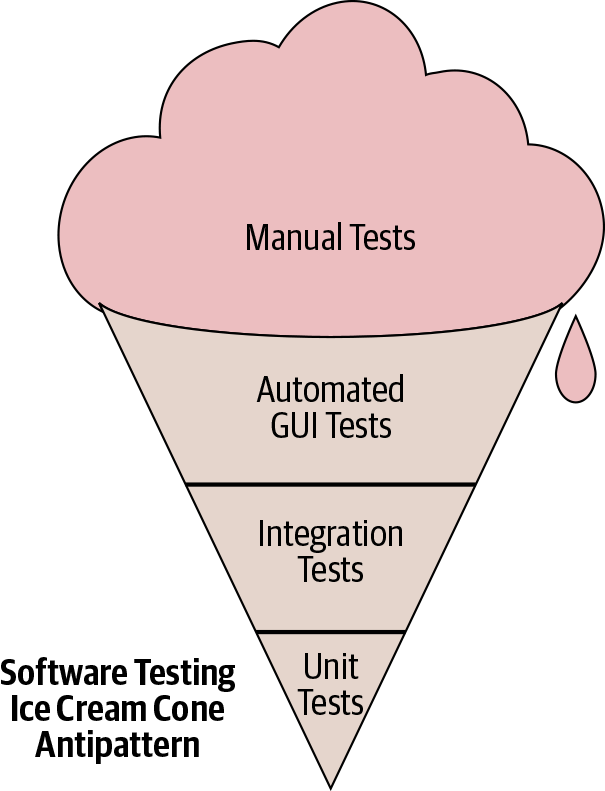 Manual Tests
Automated
GUI Tests
Integration
Tests
Unit
Tests
Software Testing
Ice Cream Cone
Antipattern